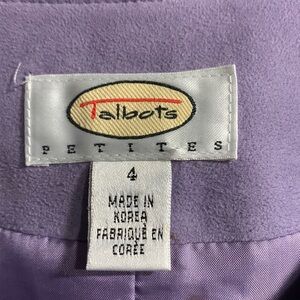 Talbots
PETITES
4
MADE IN
KOREA
FABRIQUÉ EN
CORÉE